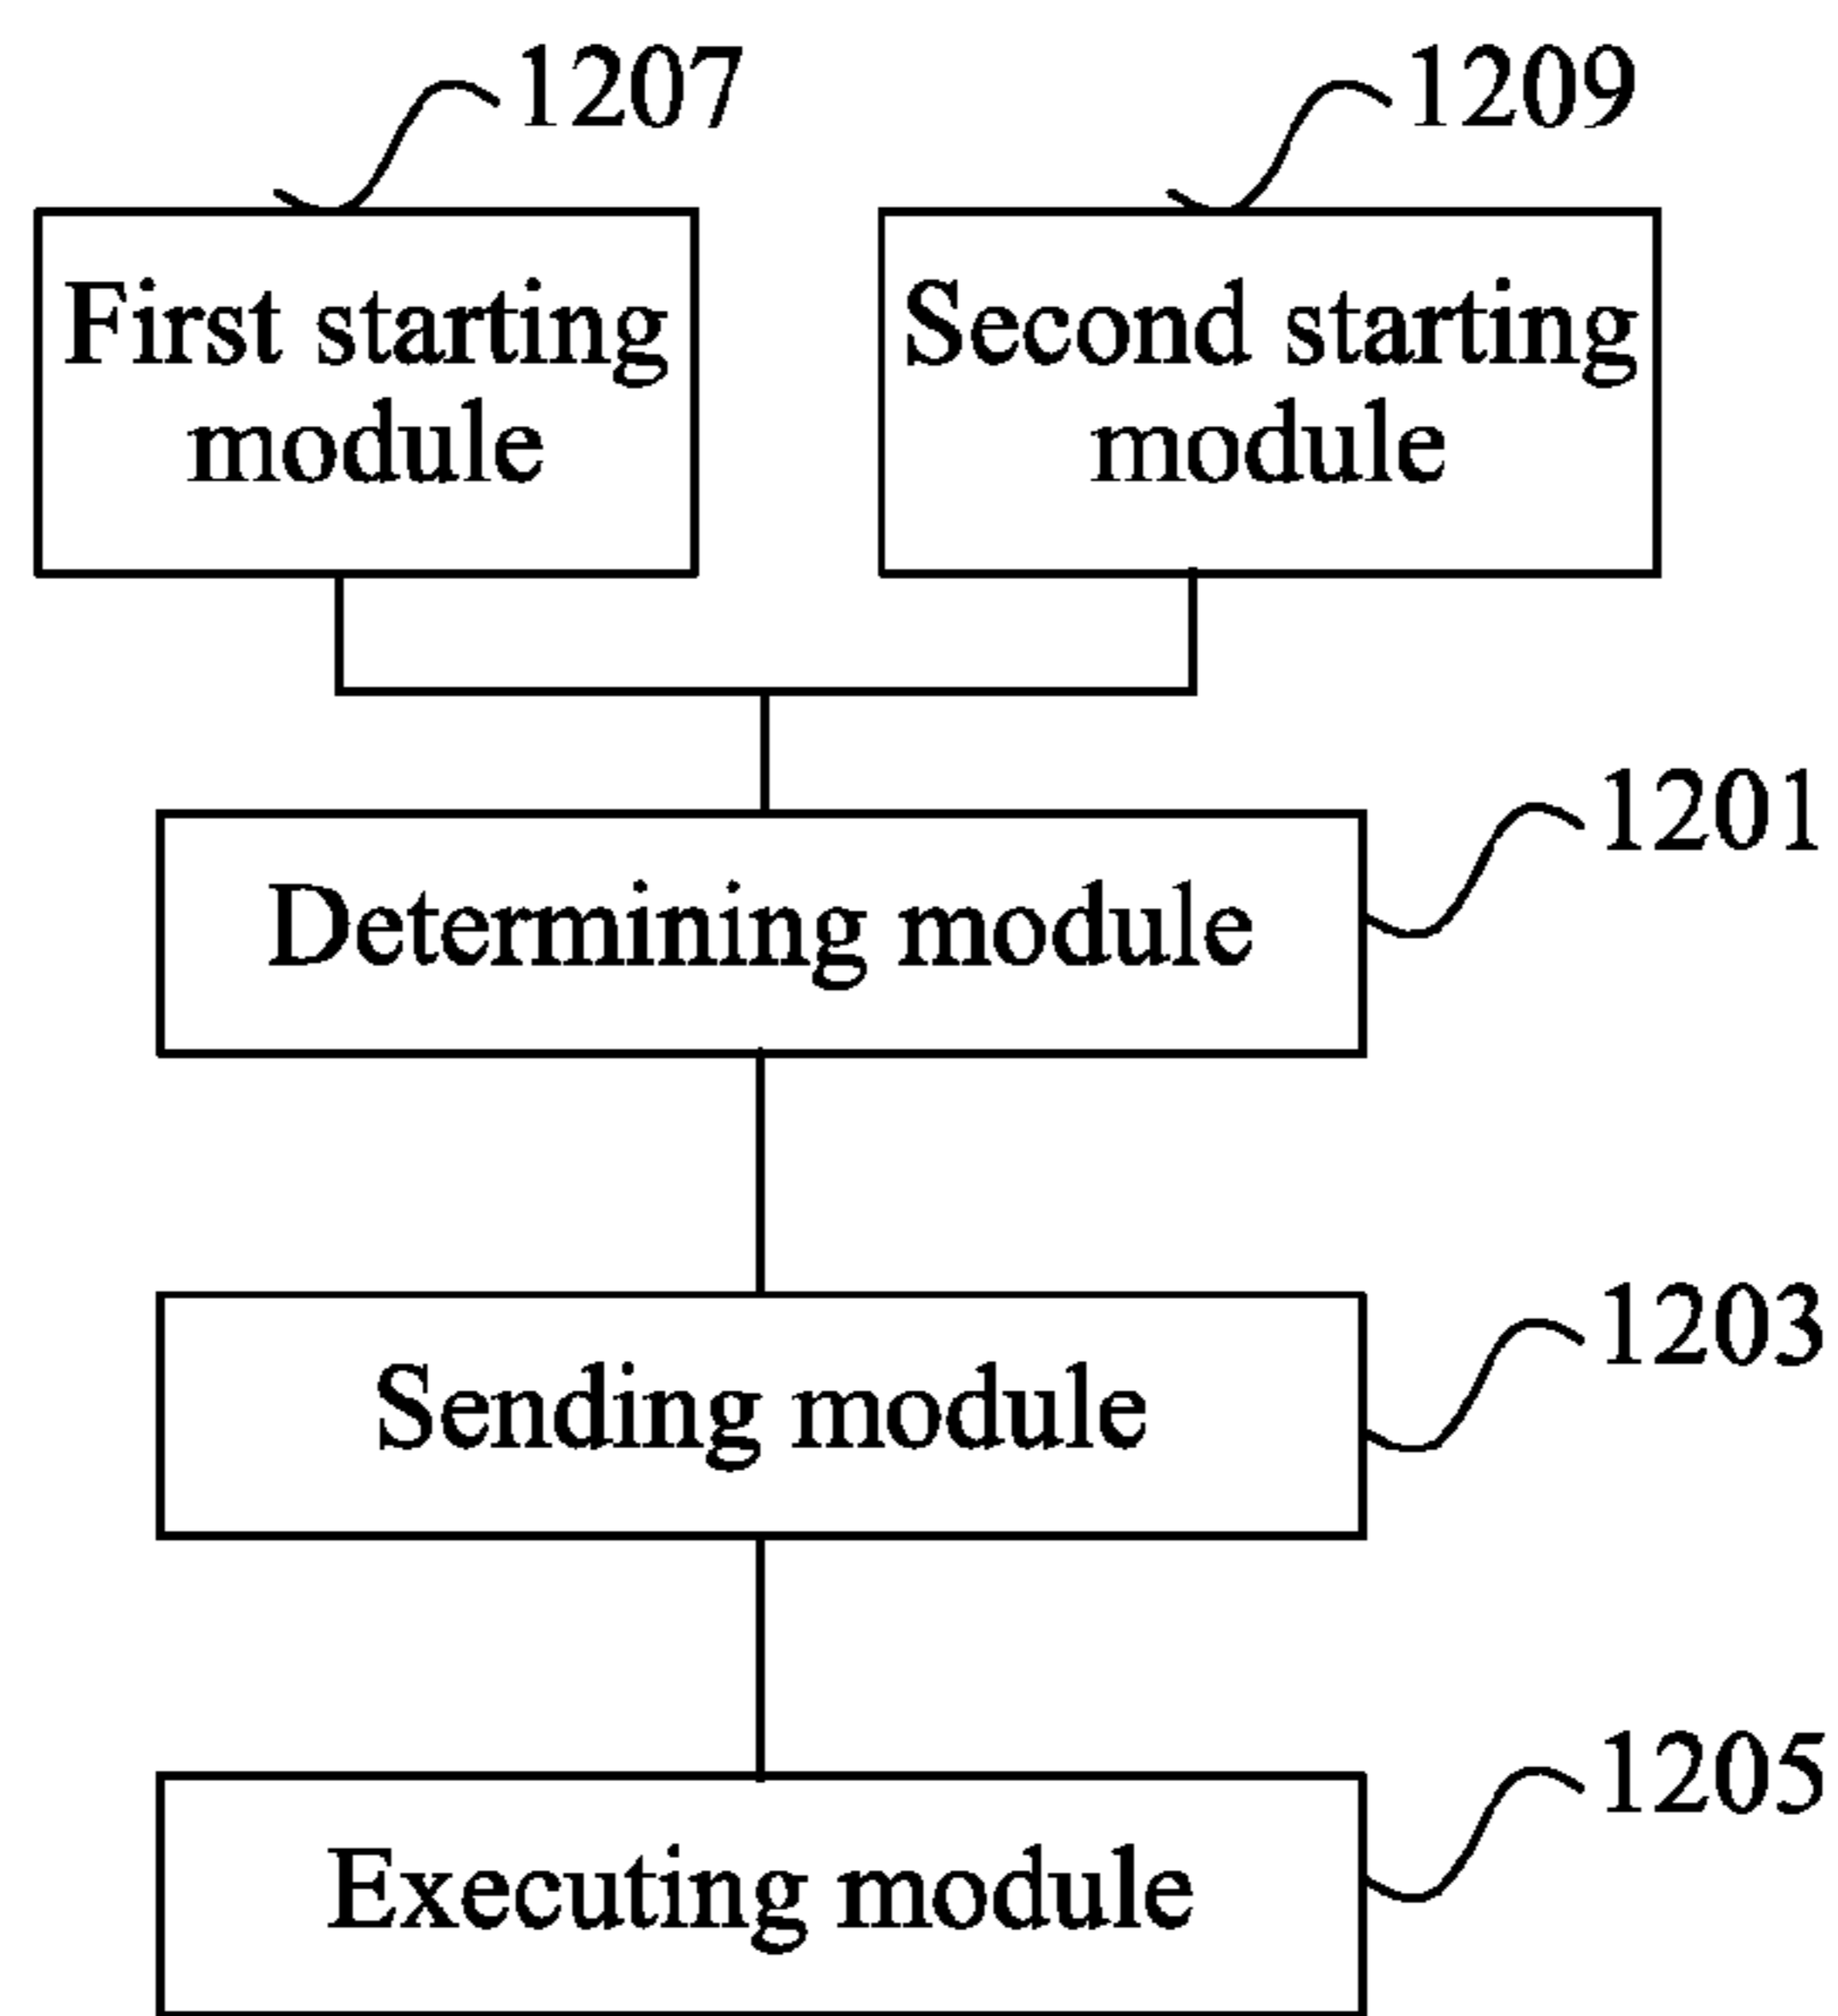 1207
1209
First starting
module
Second starting
module
1201
Determining module
1203
Sending module
1205
Executing module